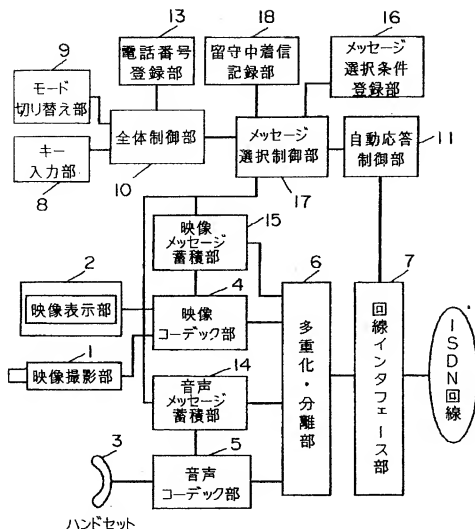 13
18
16
9
電話番号
登録部
留守中着信
記録部
メッセージ
選択条件
登録部
モード
切り替え部
キー
入力部
8
全体制御部
10
メッセージ
選択制御部
17
自動応答
制御部
11
映像
メッセージ
蓄積部
15
2
映像表示部
4
映像
コーデック部
6
多重化・分離部
7
回線インタフェース部
ISDN回線
1
映像撮影部
14
音声
メッセージ
蓄積部
3
ハンドセット
5
音声
コーデック部